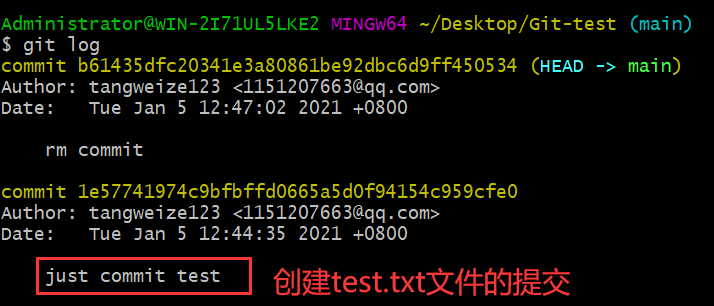 Administrator@WIN-2I71UL5LKE2 MINGW64 ~/Desktop/Git-test (main)
$ git log
commit b61435dfc20341e3a80861be92dbc6d9ff450534 (HEAD -> main)
Author: tangweize123 <1151207663@qq.com>
Date:   Tue Jan 5 12:47:02 2021 +0800
rm commit
commit 1e57741974c9bfbffd0665a5d0f94154c959cfe0
Author: tangweize123 <1151207663@qq.com>
Date:   Tue Jan 5 12:44:35 2021 +0800
just commit test 创建test.txt文件的提交